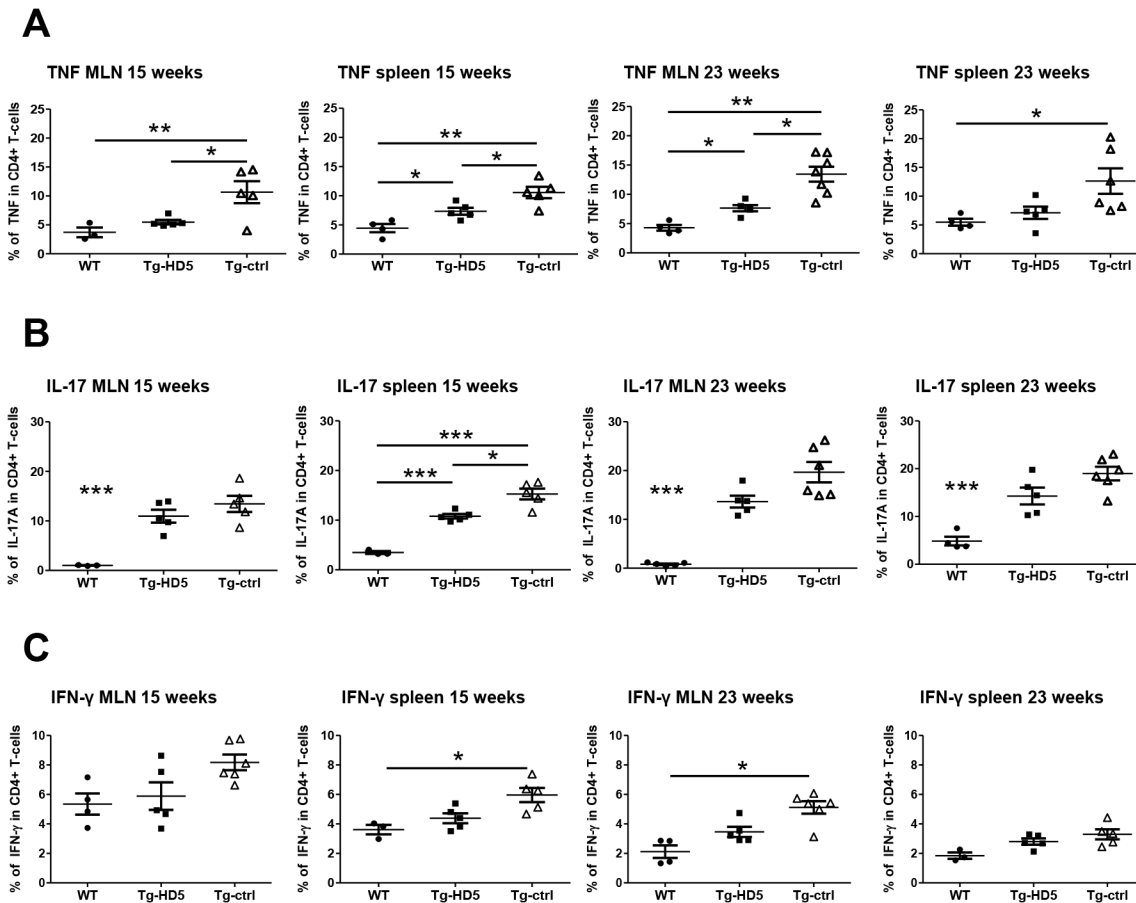 A
TNF MLN 15 weeks
% of TNF in CD4+ T-cells
25
20
15
10
5
0
**
*
WT
Tg-HD5
Tg-ctrl
TNF spleen 15 weeks
% of TNF in CD4+ T-cells
25
20
15
10
5
0
**
*
*
WT
Tg-HD5
Tg-ctrl
TNF MLN 23 weeks
% of TNF in CD4+ T-cells
25
20
15
10
5
0
**
*
*
WT
Tg-HD5
Tg-ctrl
TNF spleen 23 weeks
% of TNF in CD4+ T-cells
25
20
15
10
5
0
*
WT
Tg-HD5
Tg-ctrl
B
IL-17 MLN 15 weeks
% of IL-17A in CD4+ T-cells
30
20
10
0
***
WT
Tg-HD5
Tg-ctrl
IL-17 spleen 15 weeks
% of IL-17A in CD4+ T-cells
30
20
10
0
***
***
*
WT
Tg-HD5
Tg-ctrl
IL-17 MLN 23 weeks
% of IL-17A in CD4+ T-cells
30
20
10
0
***
WT
Tg-HD5
Tg-ctrl
IL-17 spleen 23 weeks
% of IL-17A in CD4+ T-cells
30
20
10
0
***
WT
Tg-HD5
Tg-ctrl
C
IFN-γ MLN 15 weeks
% of IFN-γ in CD4+ T-cells
10
8
6
4
2
0
WT
Tg-HD5
Tg-ctrl
IFN-γ spleen 15 weeks
% of IFN-γ in CD4+ T-cells
10
8
6
4
2
0
*
WT
Tg-HD5
Tg-ctrl
IFN-γ MLN 23 weeks
% of IFN-γ in CD4+ T-cells
10
8
6
4
2
0
*
WT
Tg-HD5
Tg-ctrl
IFN-γ spleen 23 weeks
% of IFN-γ in CD4+ T-cells
10
8
6
4
2
0
WT
Tg-HD5
Tg-ctrl